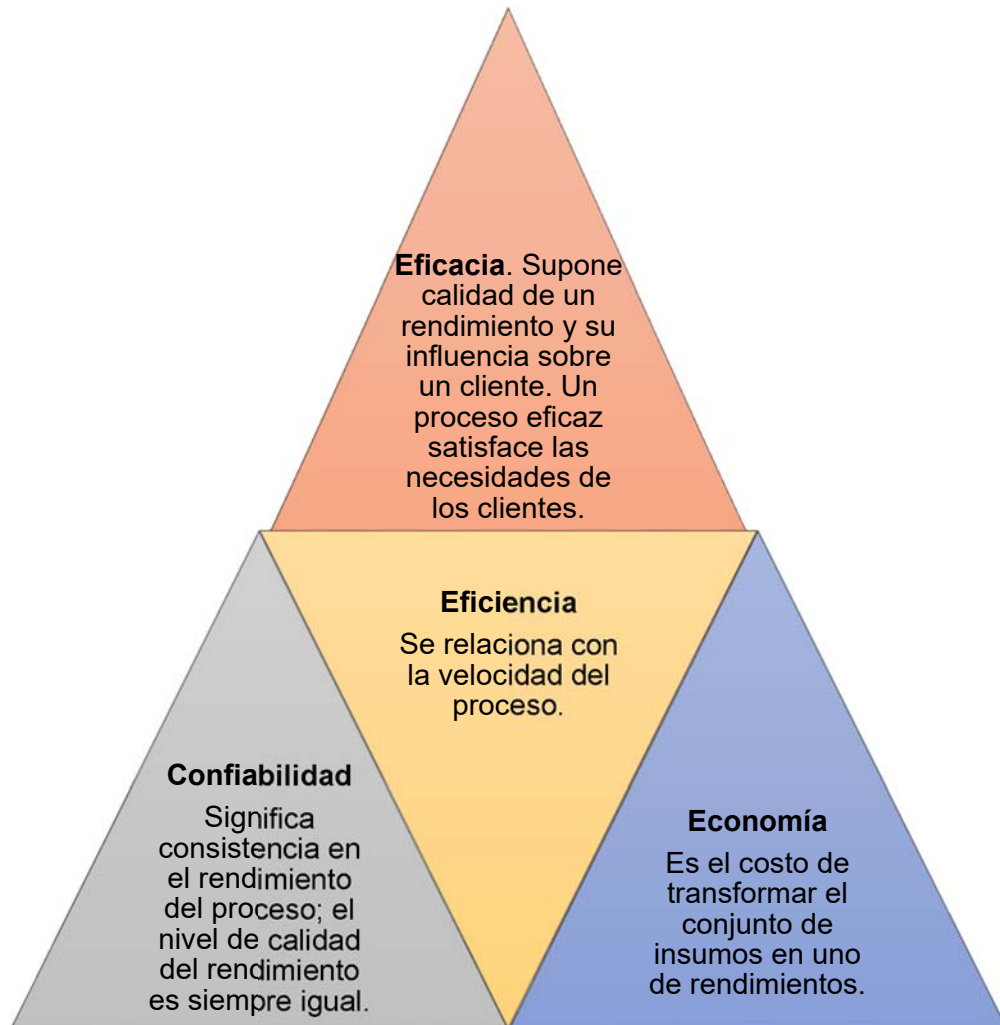 Eficacia. Supone
calidad de un
rendimiento y su
influencia sobre
un cliente. Un
proceso eficaz
satisface las
necesidades de
los clientes.
Eficiencia
Se relaciona con
la velocidad del
proceso.
Confiabilidad
Significa
consistencia en
el rendimiento
del proceso; el
nivel de calidad
del rendimiento
es siempre igual.
Economía
Es el costo de
transformar el
conjunto de
insumos en uno
de rendimientos.